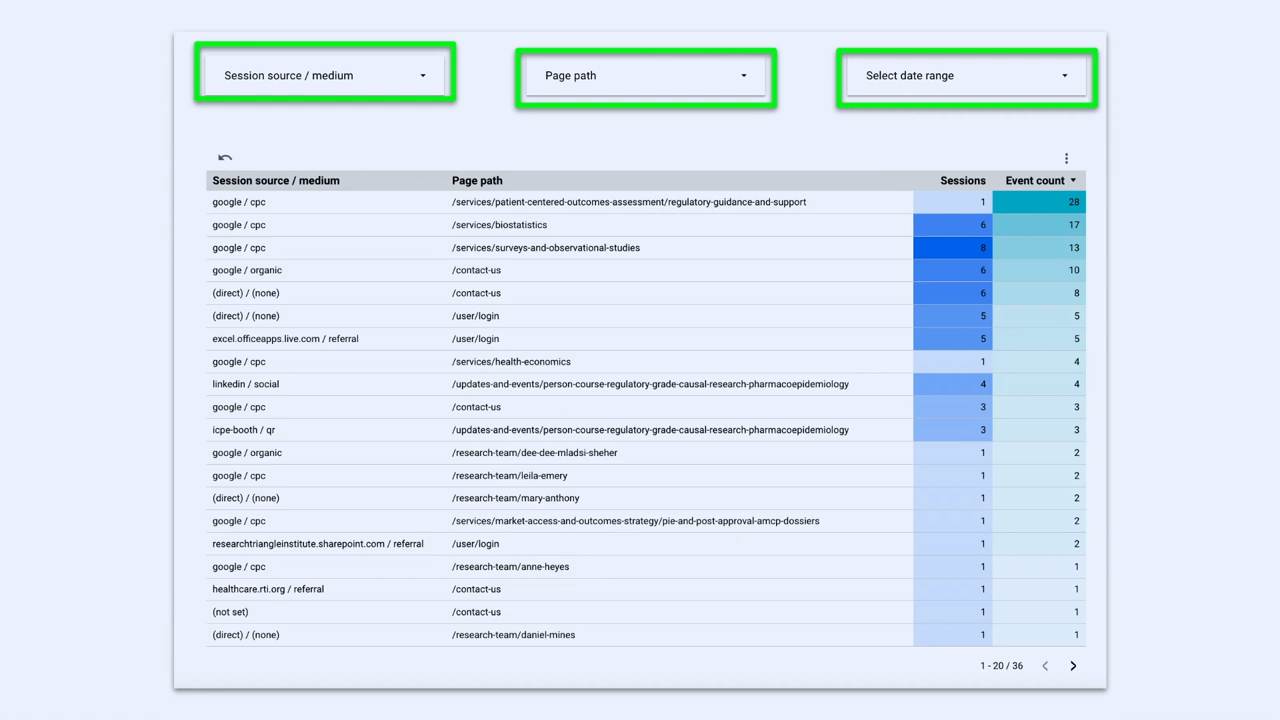 Session source / medium Page path Select date range
Session source / medium Page path Sessions Event count
google / cpc /services/patient-centered-outcomes-assessment/regulatory-guidance-and-support 1 28
google / cpc /services/biostatistics 6 17
google / cpc /services/surveys-and-observational-studies 8 13
google / organic /contact-us 6 10
(direct) / (none) /contact-us 6 8
(direct) / (none) /user/login 5 5
excel.officeapps.live.com / referral /user/login 5 5
google / cpc /services/health-economics 1 4
linkedin / social /updates-and-events/person-course-regulatory-grade-causal-research-pharmacoepidemiology 4 4
google / cpc /contact-us 3 3
icpe-booth / qr /updates-and-events/person-course-regulatory-grade-causal-research-pharmacoepidemiology 3 3
google / organic /research-team/dee-dee-mladsi-sheher 1 2
google / cpc /research-team/leila-emery 1 2
(direct) / (none) /research-team/mary-anthony 1 2
google / cpc /services/market-access-and-outcomes-strategy/pie-and-post-approval-amcp-dossiers 1 2
researchtriangleinstitute.sharepoint.com / referral /user/login 1 2
google / cpc /research-team/anne-heyes 1 1
healthcare.rti.org / referral /contact-us 1 1
(not set) /contact-us 1 1
(direct) / (none) /research-team/daniel-mines 1 1
1 - 20 / 36